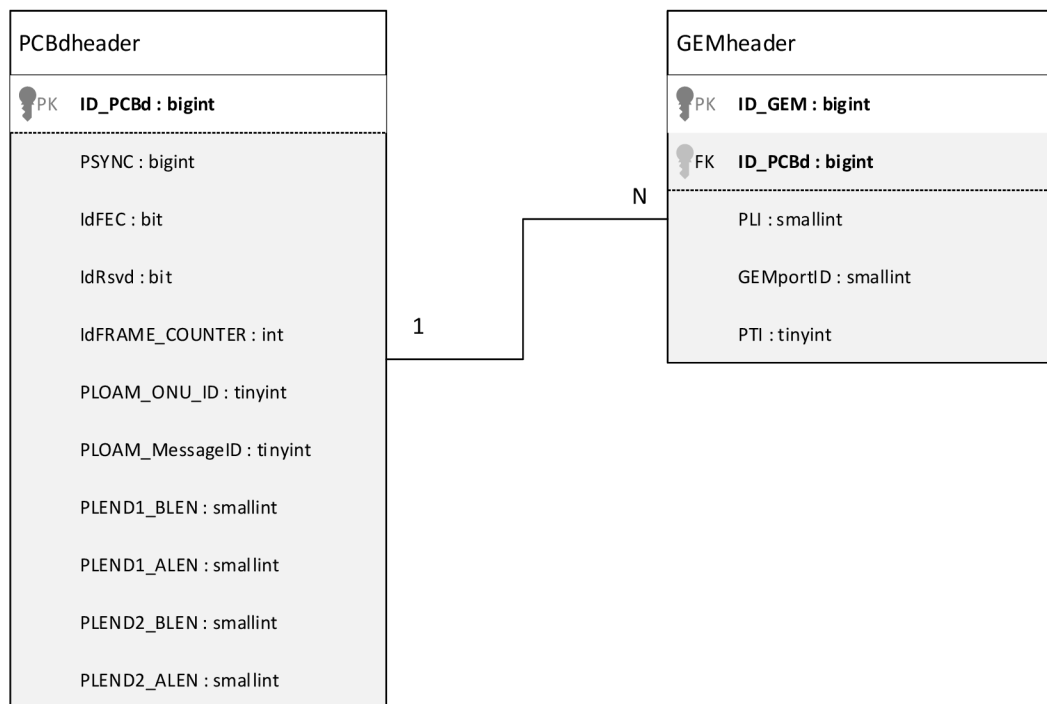 PCBdheader
PK ID_PCBd : bigint
PSYNC : bigint
IdFEC : bit
IdRsvd : bit
IdFRAME_COUNTER : int
PLOAM_ONU_ID : tinyint
PLOAM_MessageID : tinyint
PLEND1_BLEN : smallint
PLEND1_ALEN : smallint
PLEND2_BLEN : smallint
PLEND2_ALEN : smallint
1
N
GEMheader
PK ID_GEM : bigint
FK ID_PCBd : bigint
PLI : smallint
GEMportID : smallint
PTI : tinyint